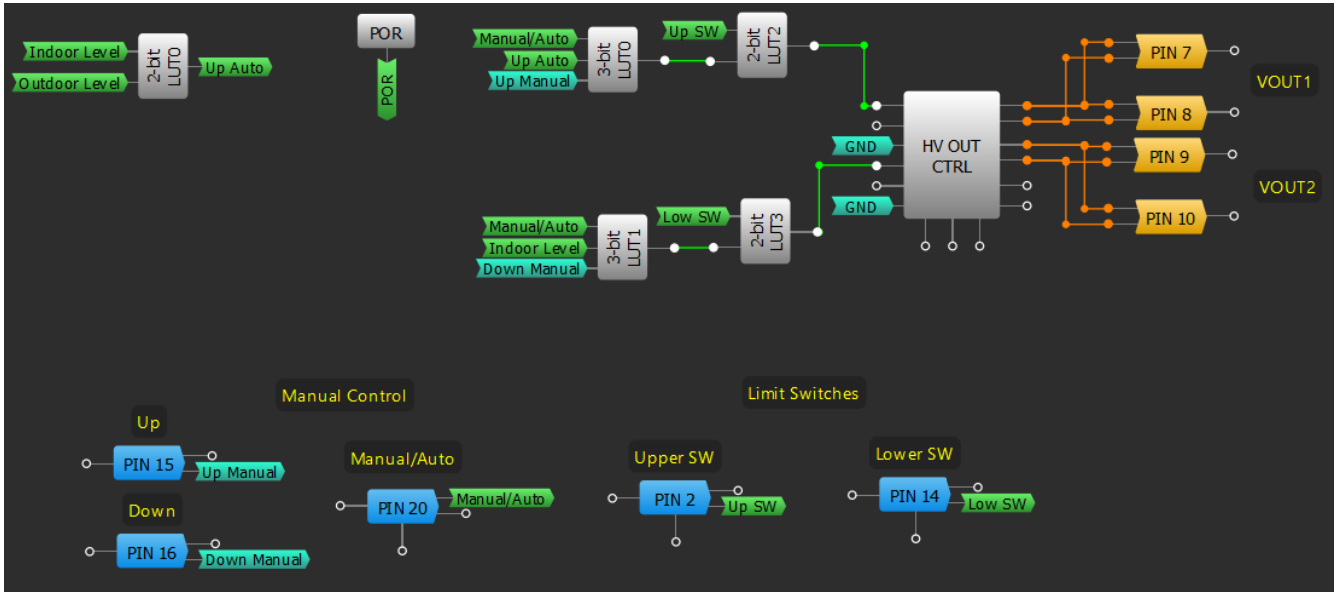 Indoor Level
Outdoor Level
2-bit
LUT0
Up Auto
POR
POR
Manual/Auto
Up Auto
Up Manual
3-bit
LUT0
Up SW
2-bit
LUT2
GND
GND
HV OUT
CTRL
PIN 7
PIN 8
VOUT1
PIN 9
PIN 10
VOUT2
Manual/Auto
Indoor Level
Down Manual
3-bit
LUT1
Low SW
2-bit
LUT3
Manual Control
Limit Switches
Up
PIN 15
Up Manual
Down
PIN 16
Down Manual
Manual/Auto
PIN 20
Manual/Auto
Upper SW
PIN 2
Up SW
Lower SW
PIN 14
Low SW